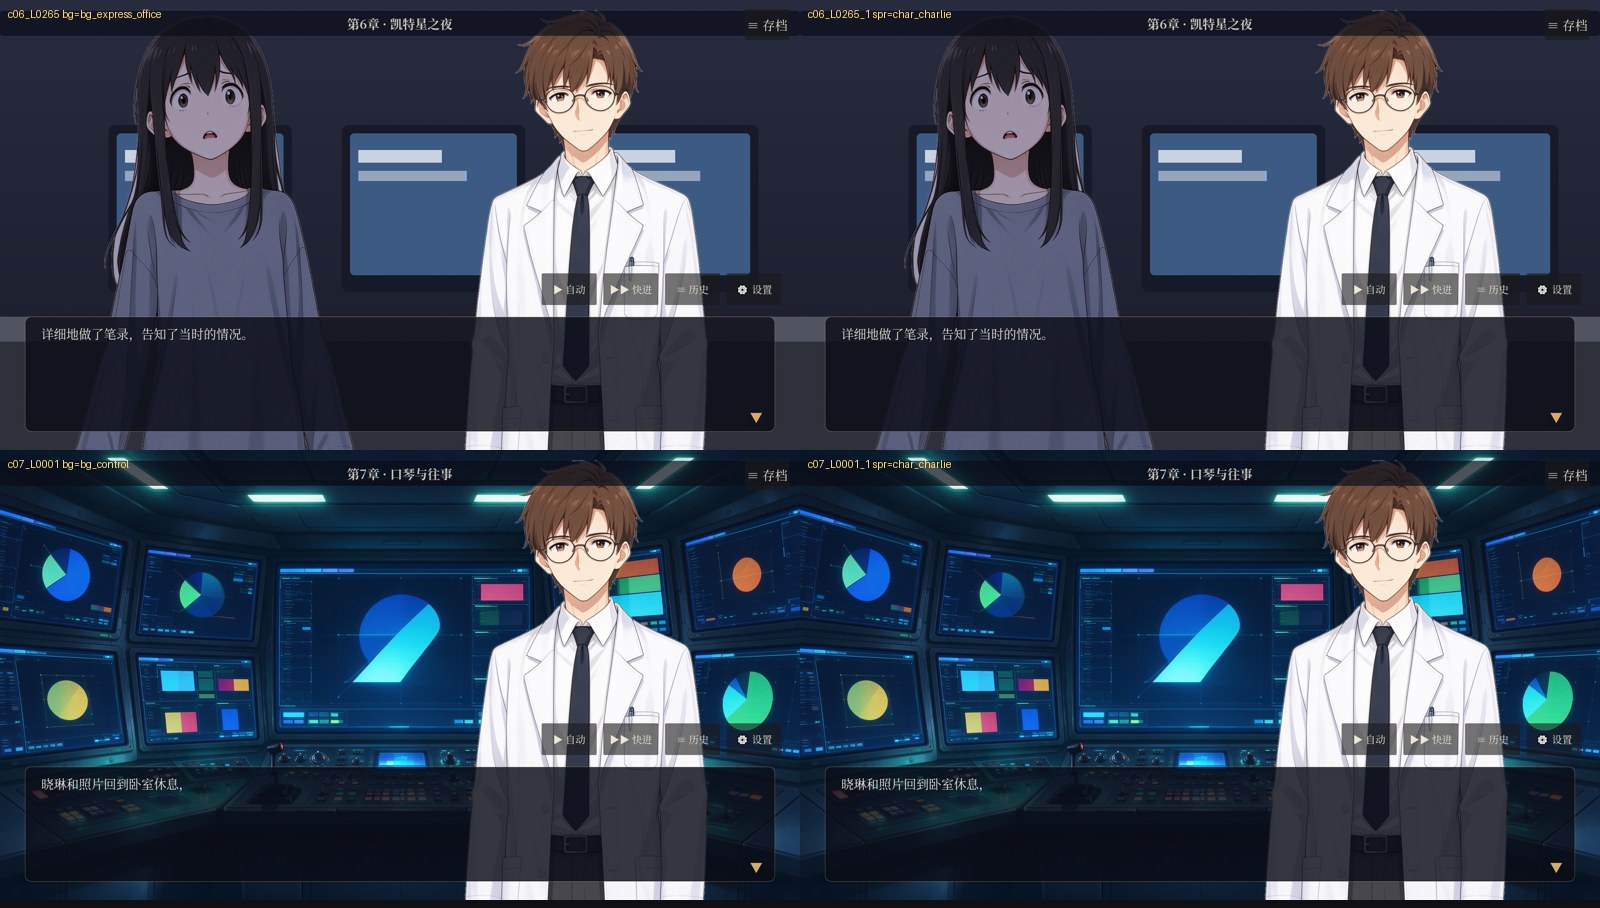 c06_L0265 bg=bg_express_office
第6章 · 凯特星之夜
≡ 存档
▶ 自动
▶▶ 快进
≡ 历史
设置
详细地做了笔录，告知了当时的情况。
c06_L0265_1 spr=char_charlie
第6章 · 凯特星之夜
≡ 存档
▶ 自动
▶▶ 快进
≡ 历史
设置
详细地做了笔录，告知了当时的情况。
c07_L0001 bg=bg_control
第7章 · 口琴与往事
≡ 存档
▶ 自动
▶▶ 快进
≡ 历史
设置
晓琳和照片回到卧室休息，
c07_L0001_1 spr=char_charlie
第7章 · 口琴与往事
≡ 存档
▶ 自动
▶▶ 快进
≡ 历史
设置
晓琳和照片回到卧室休息，